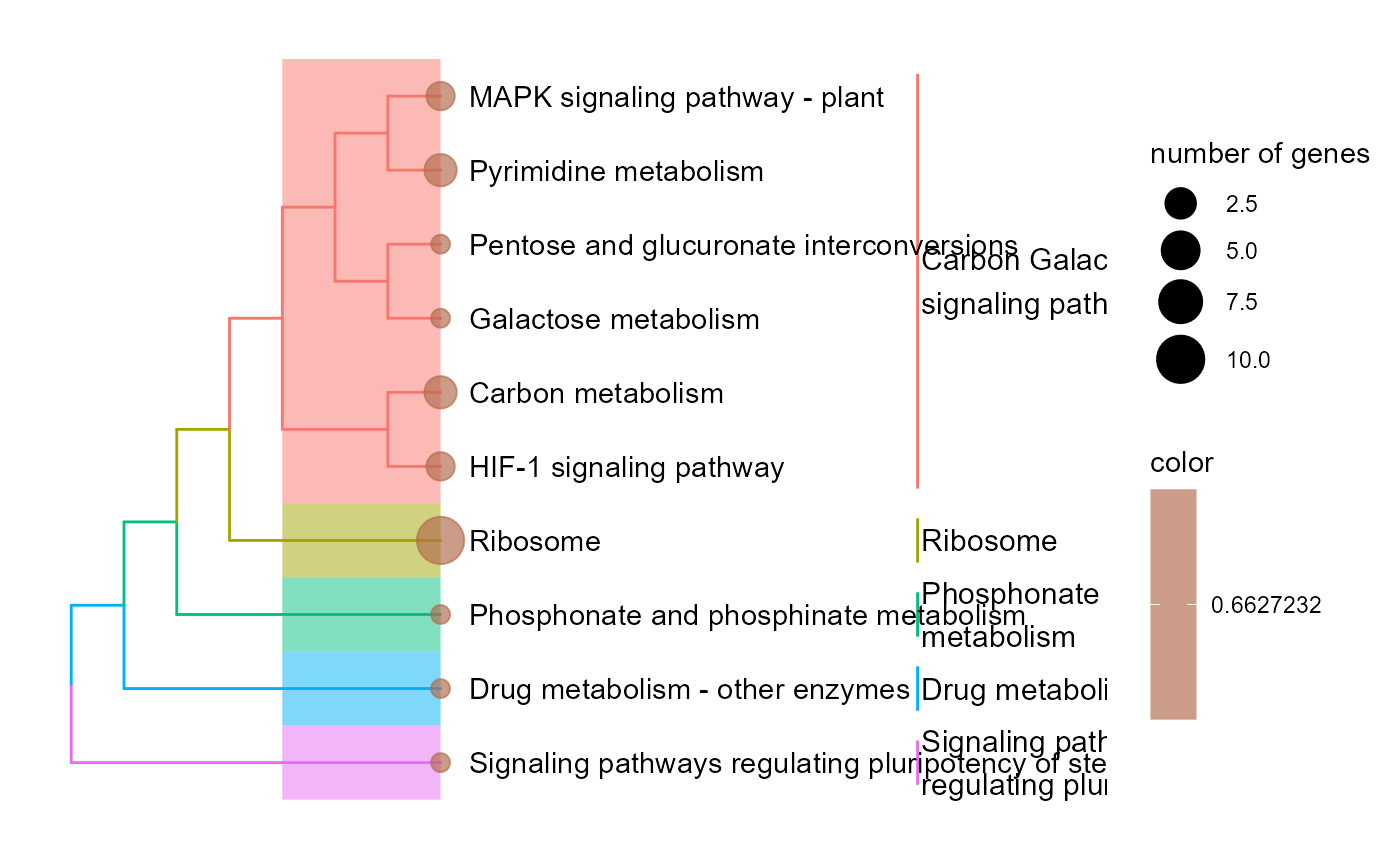 MAPK signaling pathway - plant
Pyrimidine metabolism
Pentose and glucuronate interconversions
Galactose metabolism
Carbon metabolism
HIF-1 signaling pathway
Ribosome
Phosphonate and phosphinate metabolism
Drug metabolism - other enzymes
Signaling pathways regulating pluripotency of ste
Carbon Galac
signaling path
Ribosome
Phosphonate
metabolism
Drug metaboli
Signaling path
regulating plu
number of genes
2.5
5.0
7.5
10.0
color
0.6627232